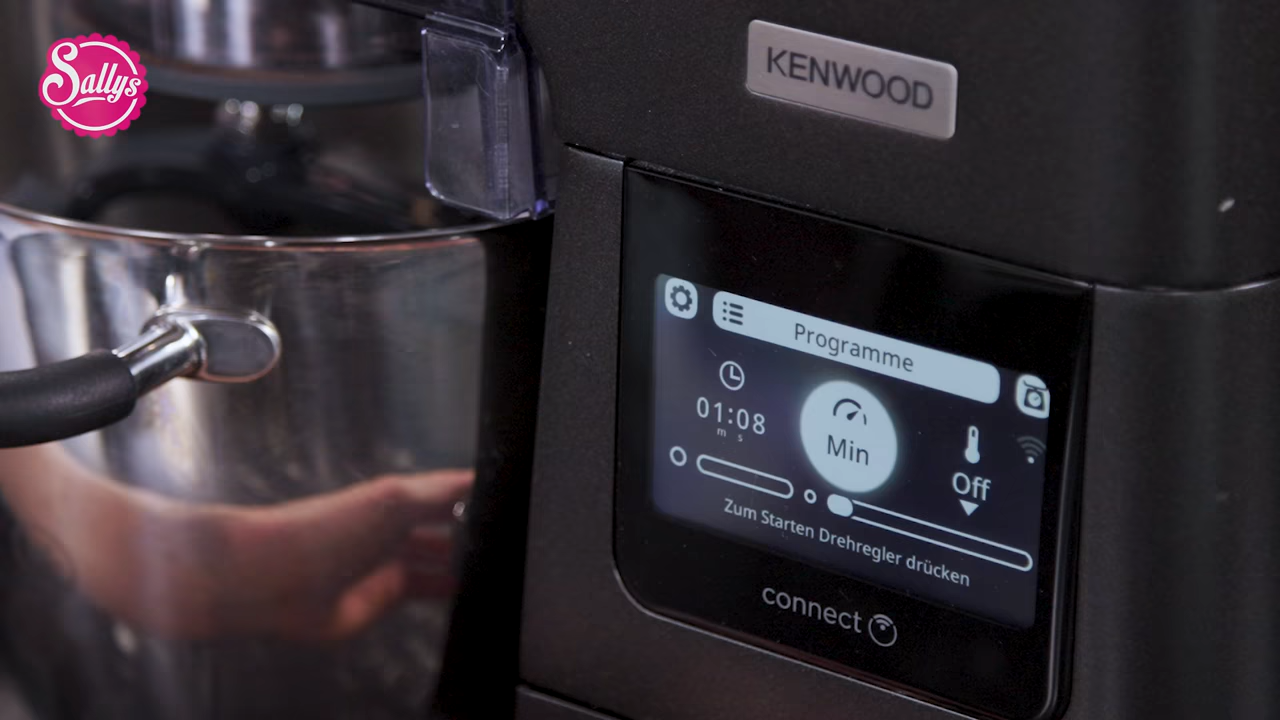 Sallys
KENWOOD
Programme
01:08
m s
Min
Off
Zum Starten Drehregler drücken
connect